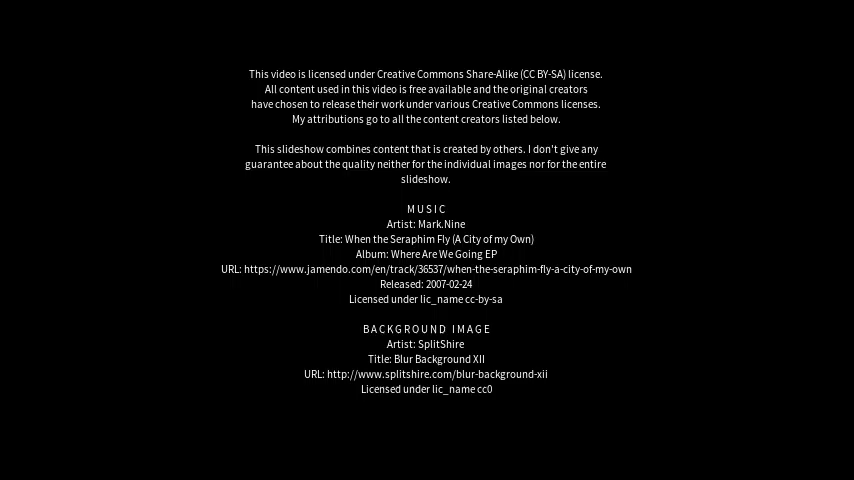 This video is licensed under Creative Commons Share-Alike (CC BY-SA) license.
All content used in this video is free available and the original creators
have chosen to release their work under various Creative Commons licenses.
My attributions go to all the content creators listed below.
This slideshow combines content that is created by others. I don't give any
guarantee about the quality neither for the individual images nor for the entire
slideshow.
MUSIC
Artist: Mark.Nine
Title: When the Seraphim Fly (A City of my Own)
Album: Where Are We Going EP
URL: https://www.jamendo.com/en/track/36537/when-the-seraphim-fly-a-city-of-my-own
Released: 2007-02-24
Licensed under lic_name cc-by-sa
BACKGROUND IMAGE
Artist: SplitShire
Title: Blur Background XII
URL: http://www.splitshire.com/blur-background-xii
Licensed under lic_name cc0